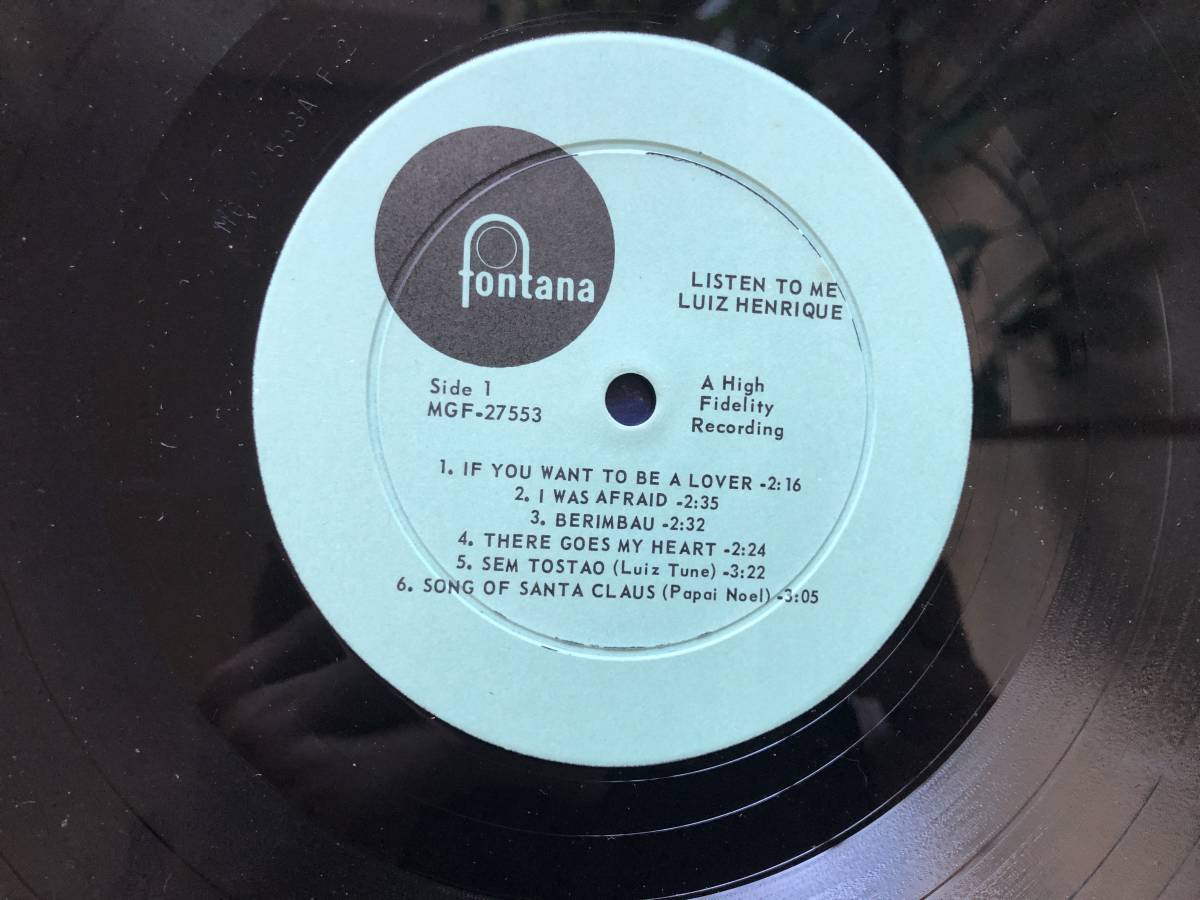 fontana
LISTEN TO ME
LUIZ HENRIQUE
Side 1
MGF-27553
A High
Fidelity
Recording
1. IF YOU WANT TO BE A LOVER -2:16
2. I WAS AFRAID -2:35
3. BERIMBAU -2:32
4. THERE GOES MY HEART -2:24
5. SEM TOSTAO (Luiz Tune) -3:22
6. SONG OF SANTA CLAUS (Papai Noel) -3:05